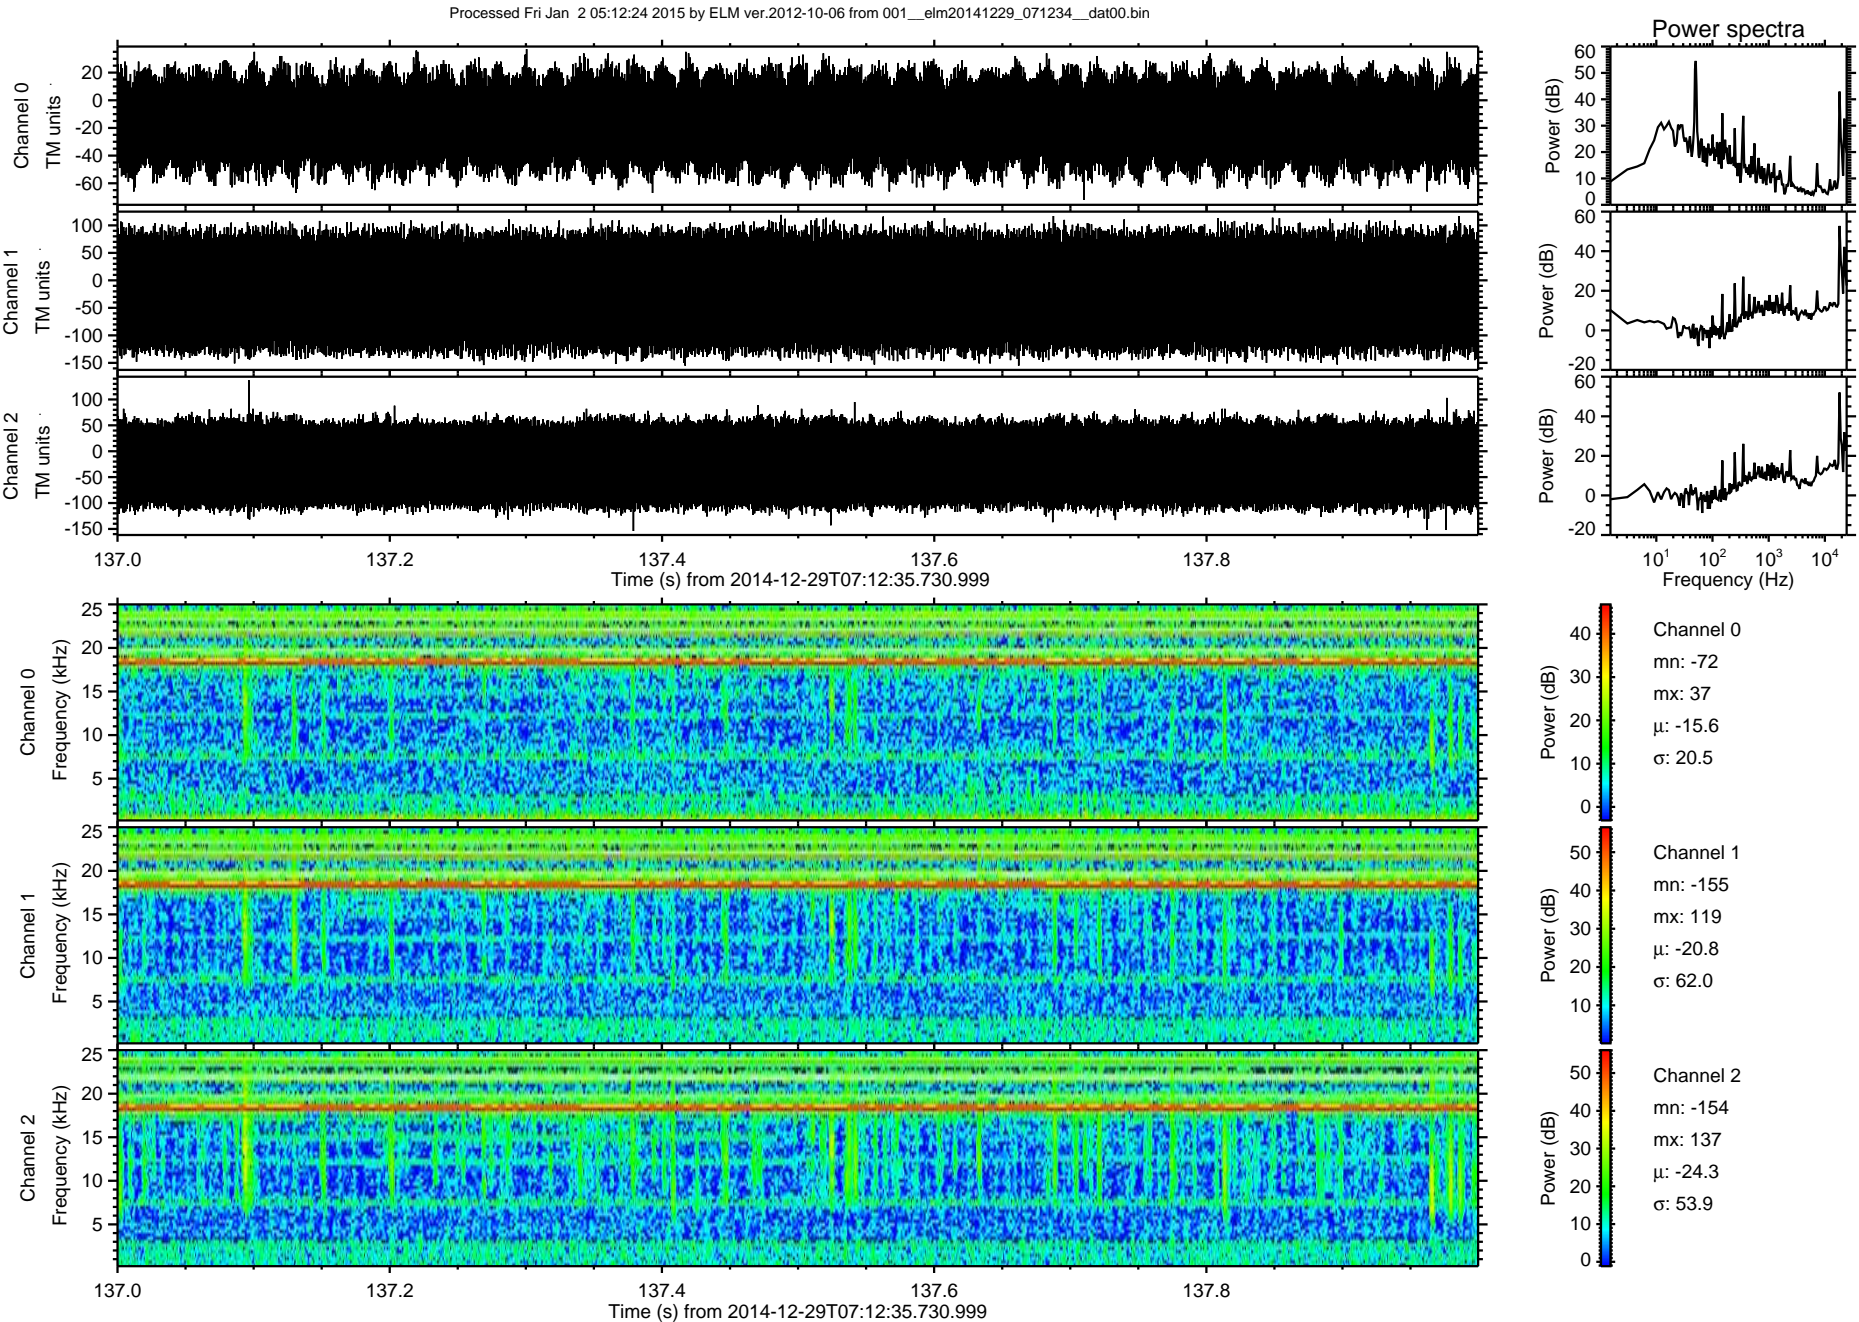 Processed Fri Jan  2 05:12:24 2015 by ELM ver.2012-10-06 from 001__elm20141229_071234__dat00.bin
Power spectra
Channel 0
TM units
20
0
-20
-40
-60
Power (dB)
60
50
40
30
20
10
0
Channel 1
TM units
100
50
0
-50
-100
-150
Power (dB)
60
40
20
0
-20
Channel 2
TM units
100
50
0
-50
-100
-150
Power (dB)
60
40
20
0
-20
137.0 137.2 137.4 137.6 137.8
Time (s) from 2014-12-29T07:12:35.730.999
10^1 10^2 10^3 10^4
Frequency (Hz)
Channel 0
Frequency (kHz)
25
20
15
10
5
Power (dB)
40
30
20
10
0
Channel 0
mn: -72
mx: 37
μ: -15.6
σ: 20.5
Channel 1
Frequency (kHz)
25
20
15
10
5
Power (dB)
50
40
30
20
10
Channel 1
mn: -155
mx: 119
μ: -20.8
σ: 62.0
Channel 2
Frequency (kHz)
25
20
15
10
5
Power (dB)
50
40
30
20
10
0
Channel 2
mn: -154
mx: 137
μ: -24.3
σ: 53.9
137.0 137.2 137.4 137.6 137.8
Time (s) from 2014-12-29T07:12:35.730.999